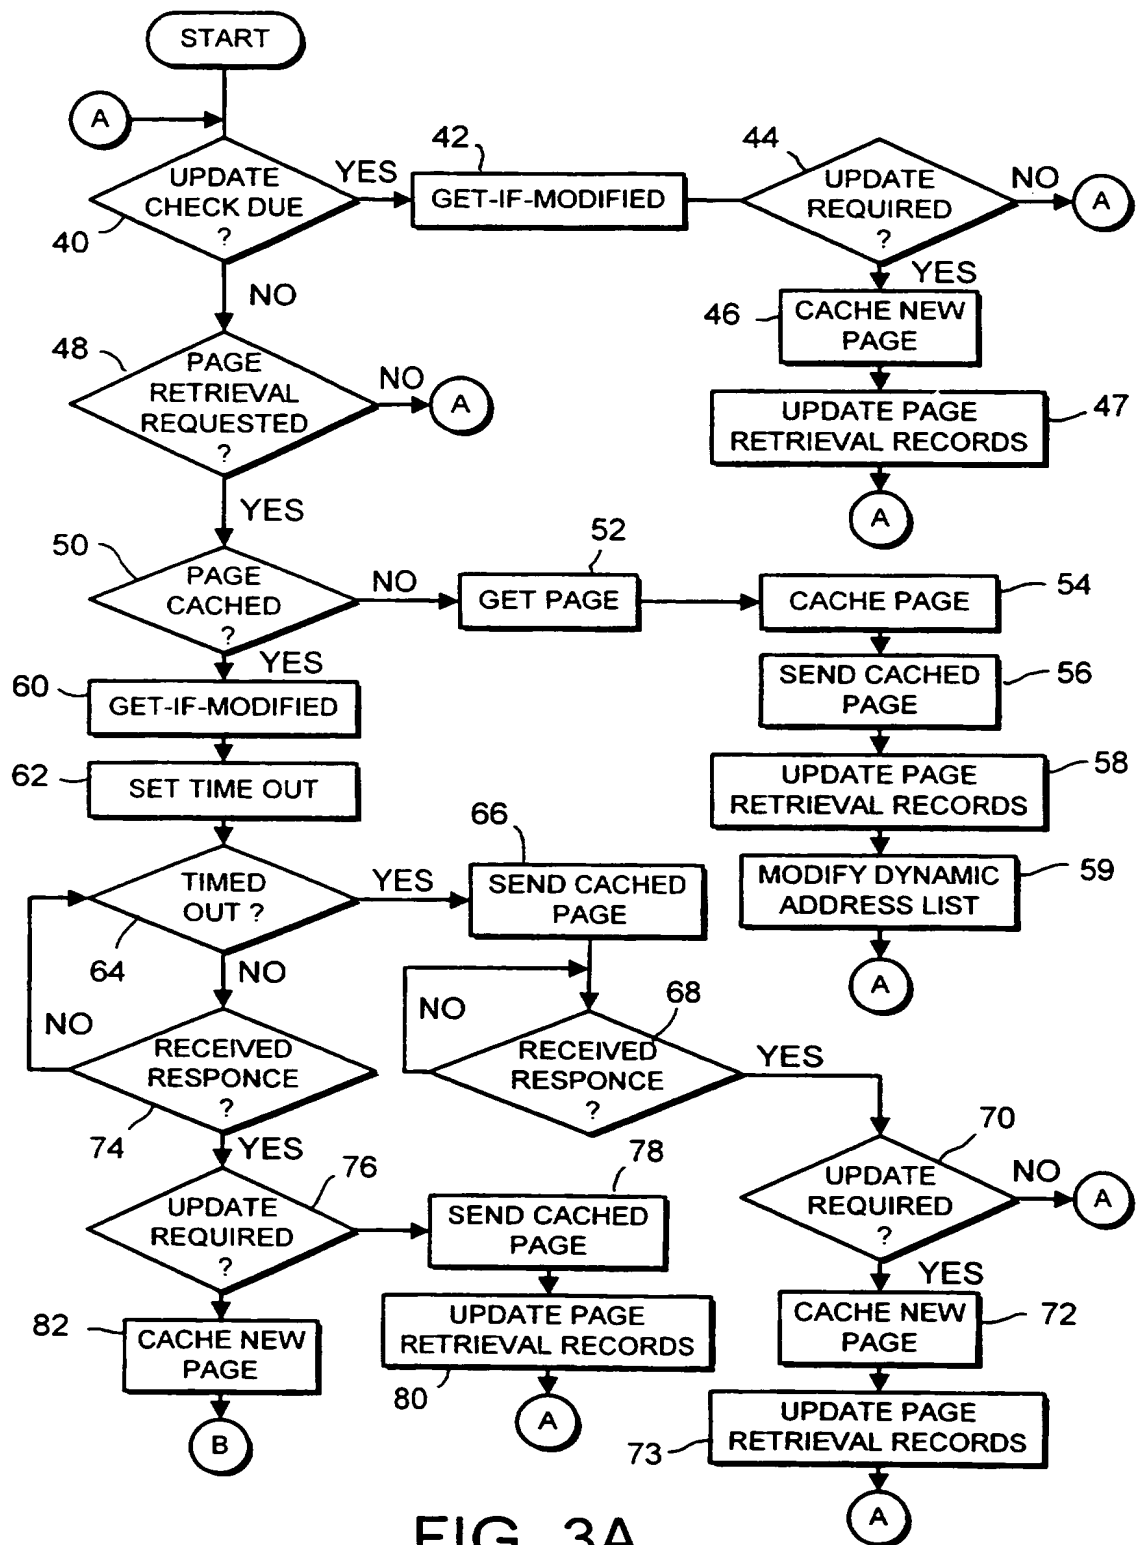 START
A
UPDATE
CHECK DUE
?
40
YES
42
GET-IF-MODIFIED
44
UPDATE
REQUIRED
?
NO
A
YES
46
CACHE NEW
PAGE
47
UPDATE PAGE
RETRIEVAL RECORDS
A
NO
48
PAGE
RETRIEVAL
REQUESTED
?
NO
A
YES
50
PAGE
CACHED
?
NO
52
GET PAGE
54
CACHE PAGE
56
SEND CACHED
PAGE
58
UPDATE PAGE
RETRIEVAL RECORDS
59
MODIFY DYNAMIC
ADDRESS LIST
A
YES
60
GET-IF-MODIFIED
62
SET TIME OUT
TIMED
OUT ?
64
YES
66
SEND CACHED
PAGE
NO
68
RECEIVED
RESPONCE
?
YES
70
UPDATE
REQUIRED
?
NO
A
YES
72
CACHE NEW
PAGE
73
UPDATE PAGE
RETRIEVAL RECORDS
A
NO
NO
RECEIVED
RESPONCE
?
74
YES
76
UPDATE
REQUIRED
?
78
SEND CACHED
PAGE
UPDATE PAGE
RETRIEVAL RECORDS
80
A
82
CACHE NEW
PAGE
B
FIG. 3A